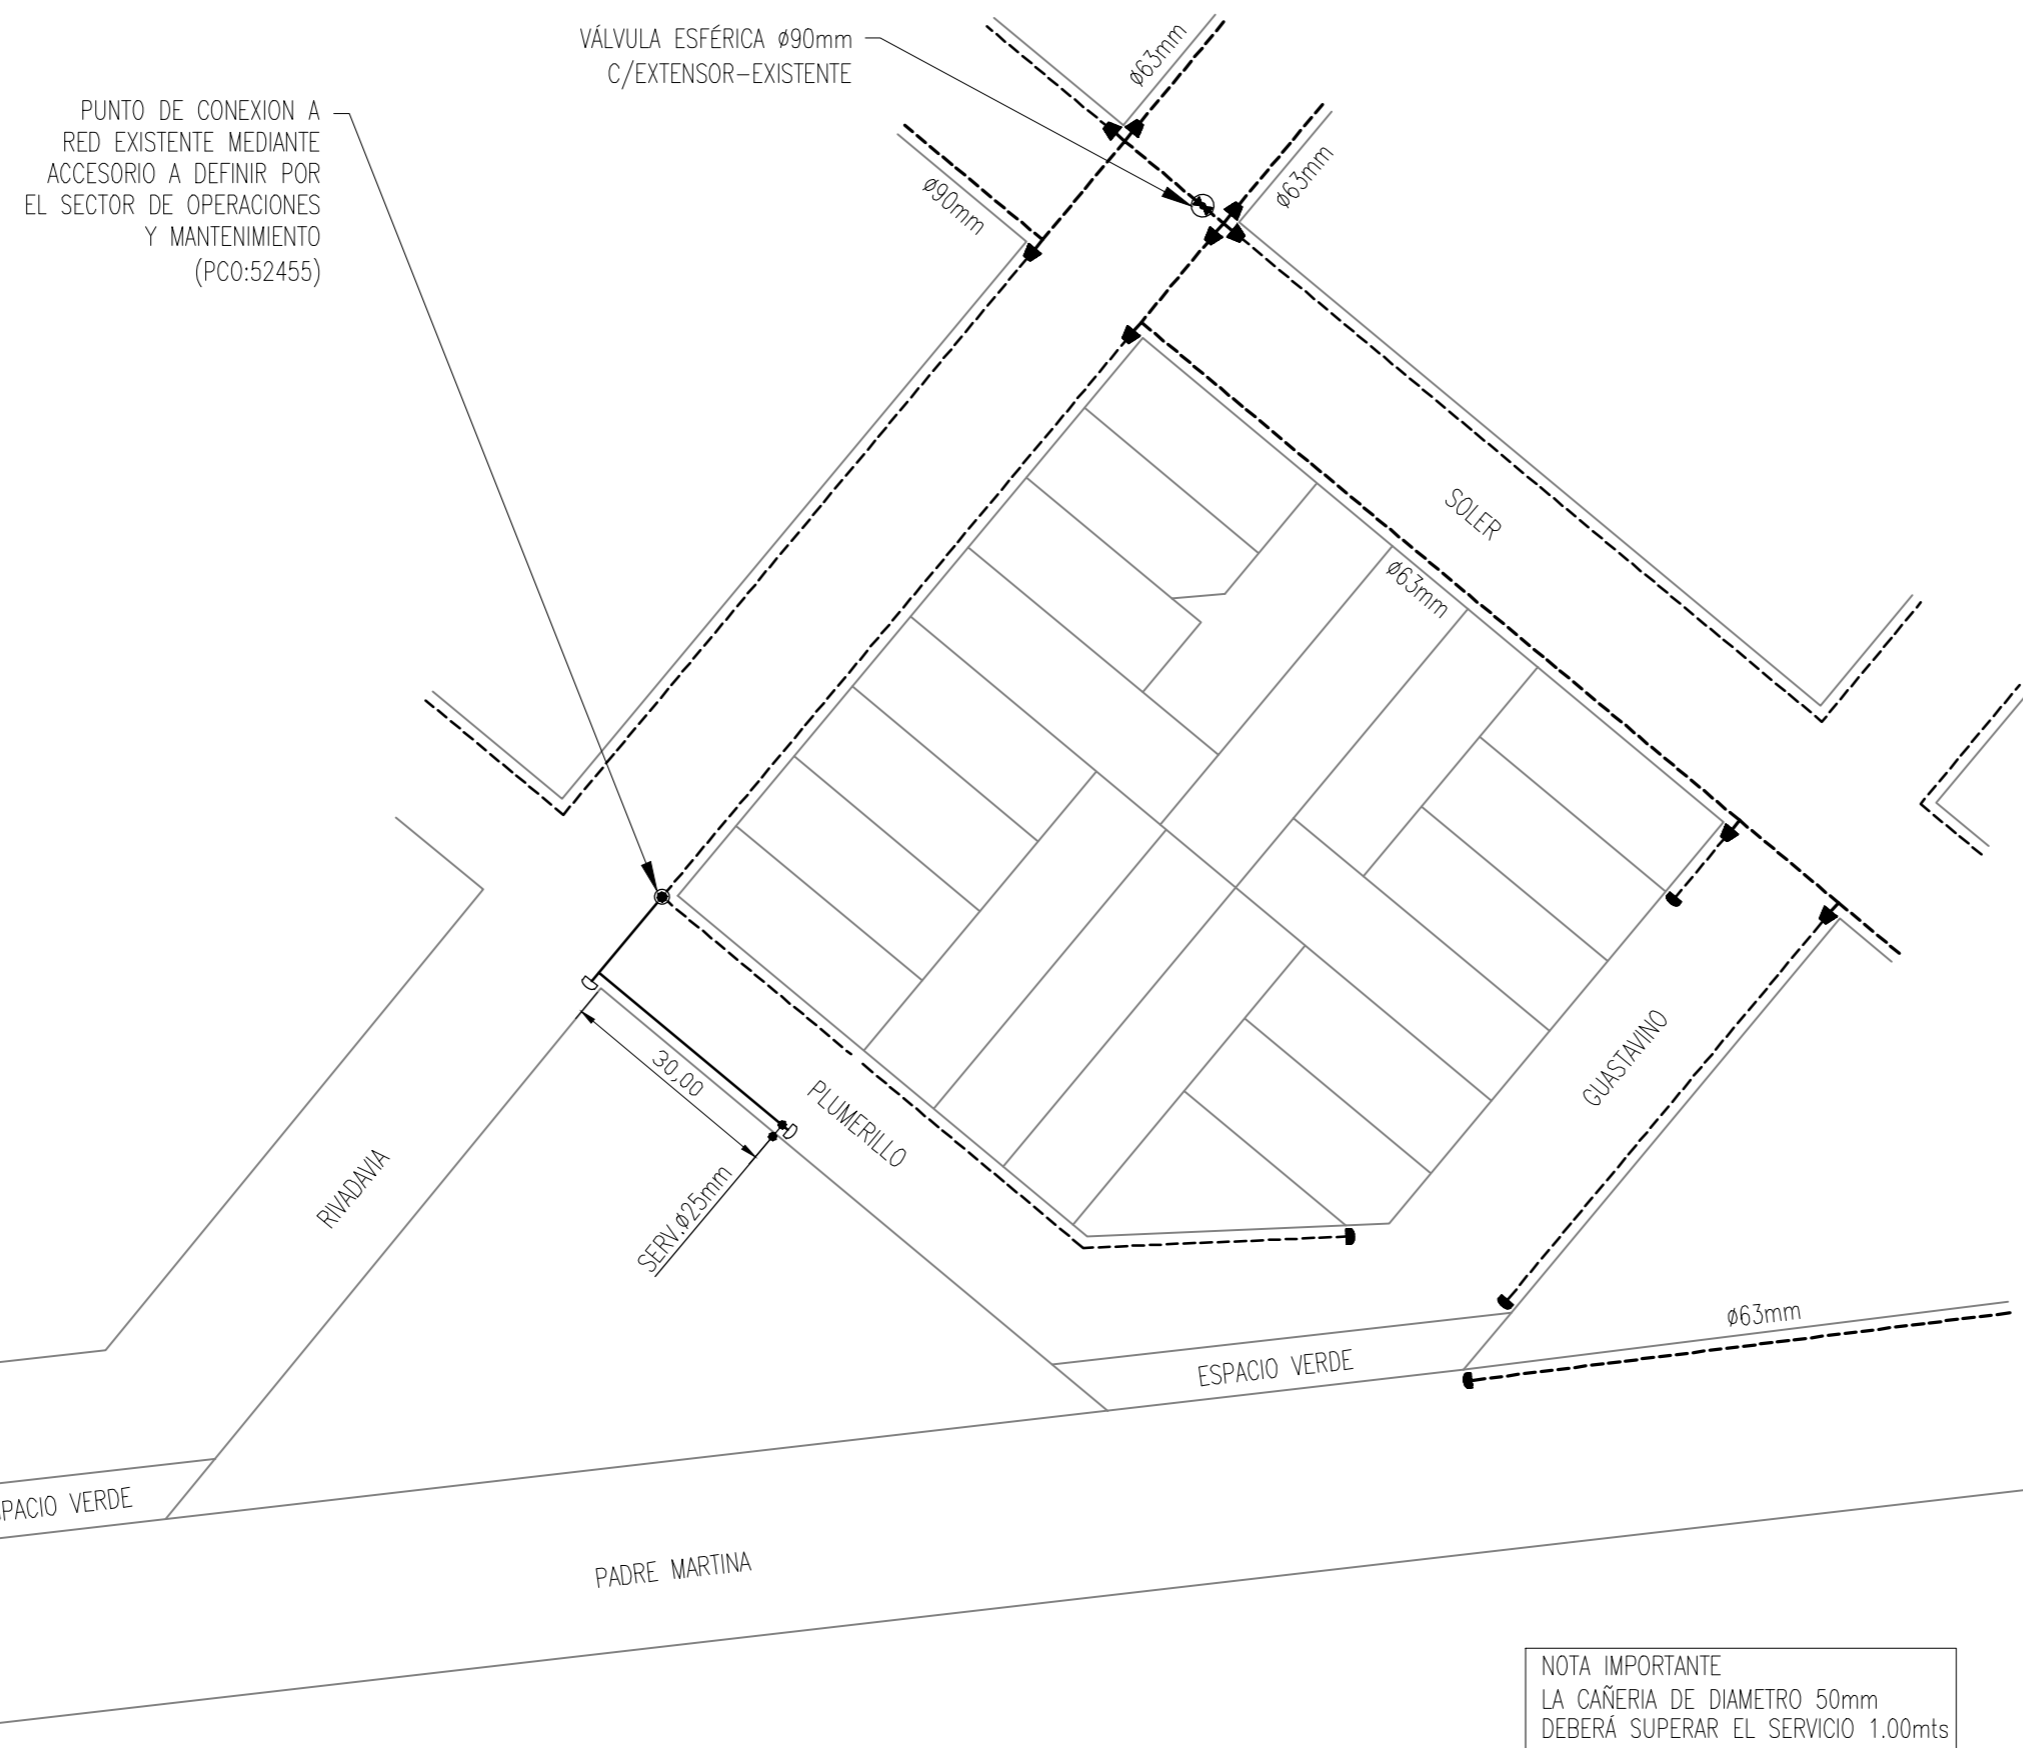 VÁLVULA ESFÉRICA ø90mm
C/EXTENSOR-EXISTENTE
PUNTO DE CONEXION A
RED EXISTENTE MEDIANTE
ACCESORIO A DEFINIR POR
EL SECTOR DE OPERACIONES
Y MANTENIMIENTO
(PCO:52455)
ø63mm
ø63mm
ø90mm
SOLER
ø63mm
GUASTAVINO
30,00
PLUMERILLO
RIVADAVIA
SERV.ø25mm
ø63mm
ESPACIO VERDE
PACIO VERDE
PADRE MARTINA
NOTA IMPORTANTE
LA CAÑERIA DE DIAMETRO 50mm
DEBERÁ SUPERAR EL SERVICIO 1.00mts